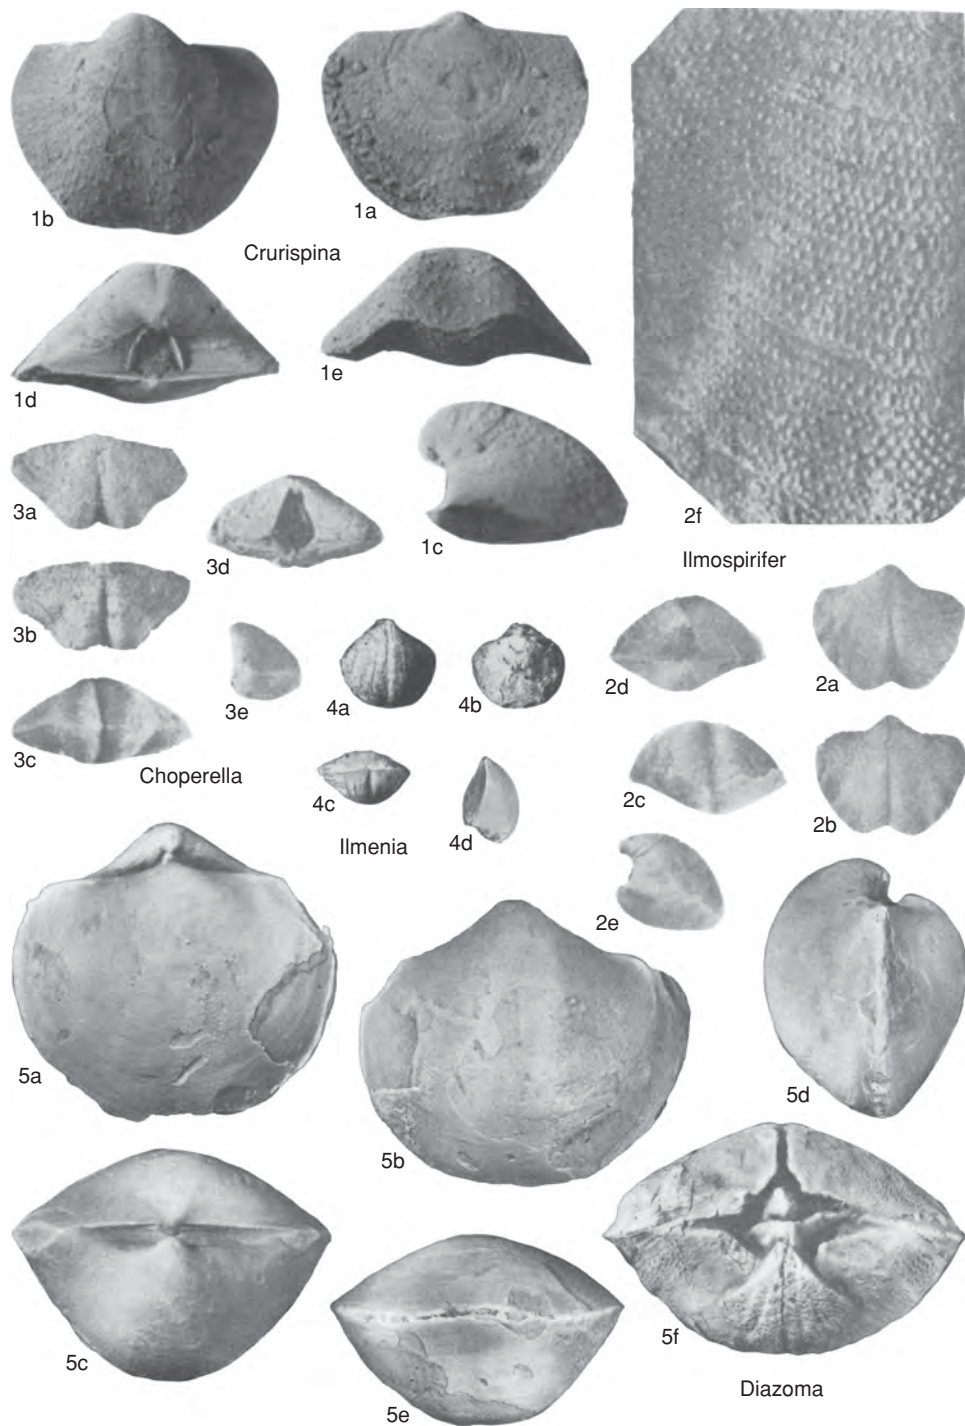 1b
1a
Crurispina
1d
1e
3a
3d
1c
2f
Ilmospirifer
3b
3e
4a
4b
2d
2a
3c
Choperella
4c
Ilmenia
4d
2c
2b
2e
5a
5b
5d
5c
5e
5f
Diazoma